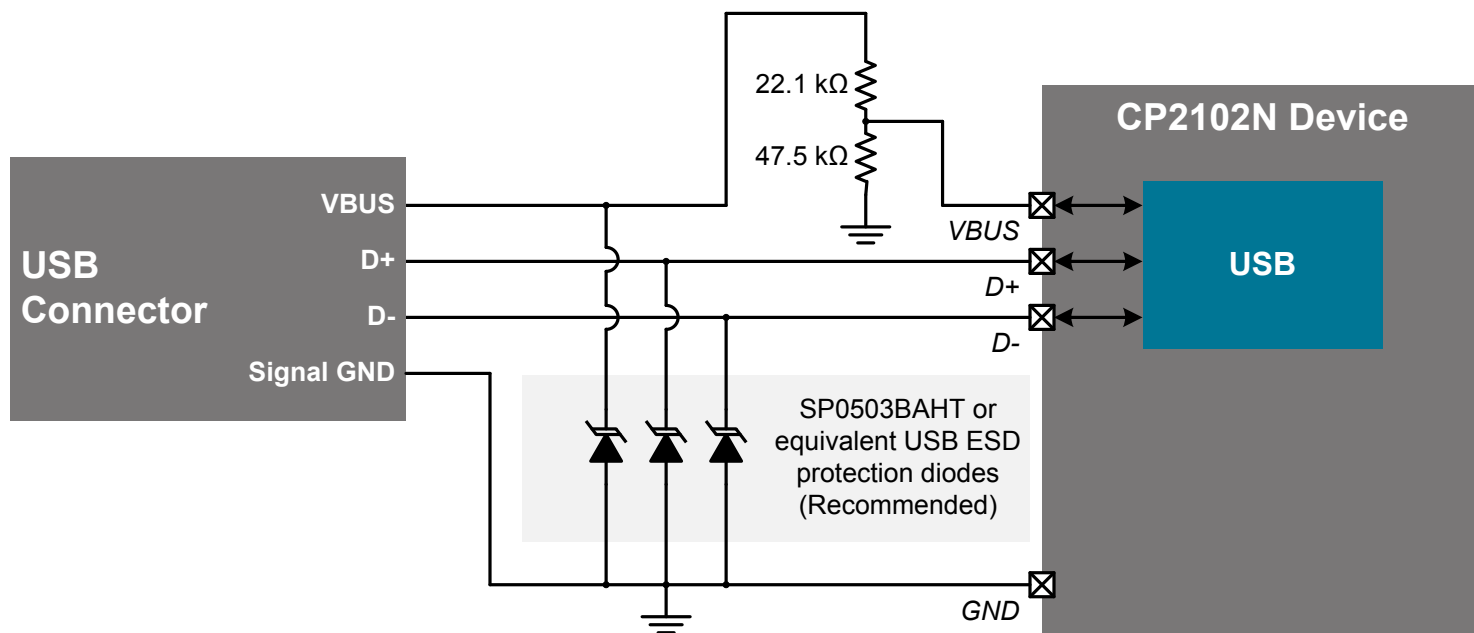 22.1 kΩ
47.5 kΩ
CP2102N Device
USB
Connector
VBUS
D+
D-
Signal GND
VBUS
D+
D-
USB
SP0503BAHT or
equivalent USB ESD
protection diodes
(Recommended)
GND